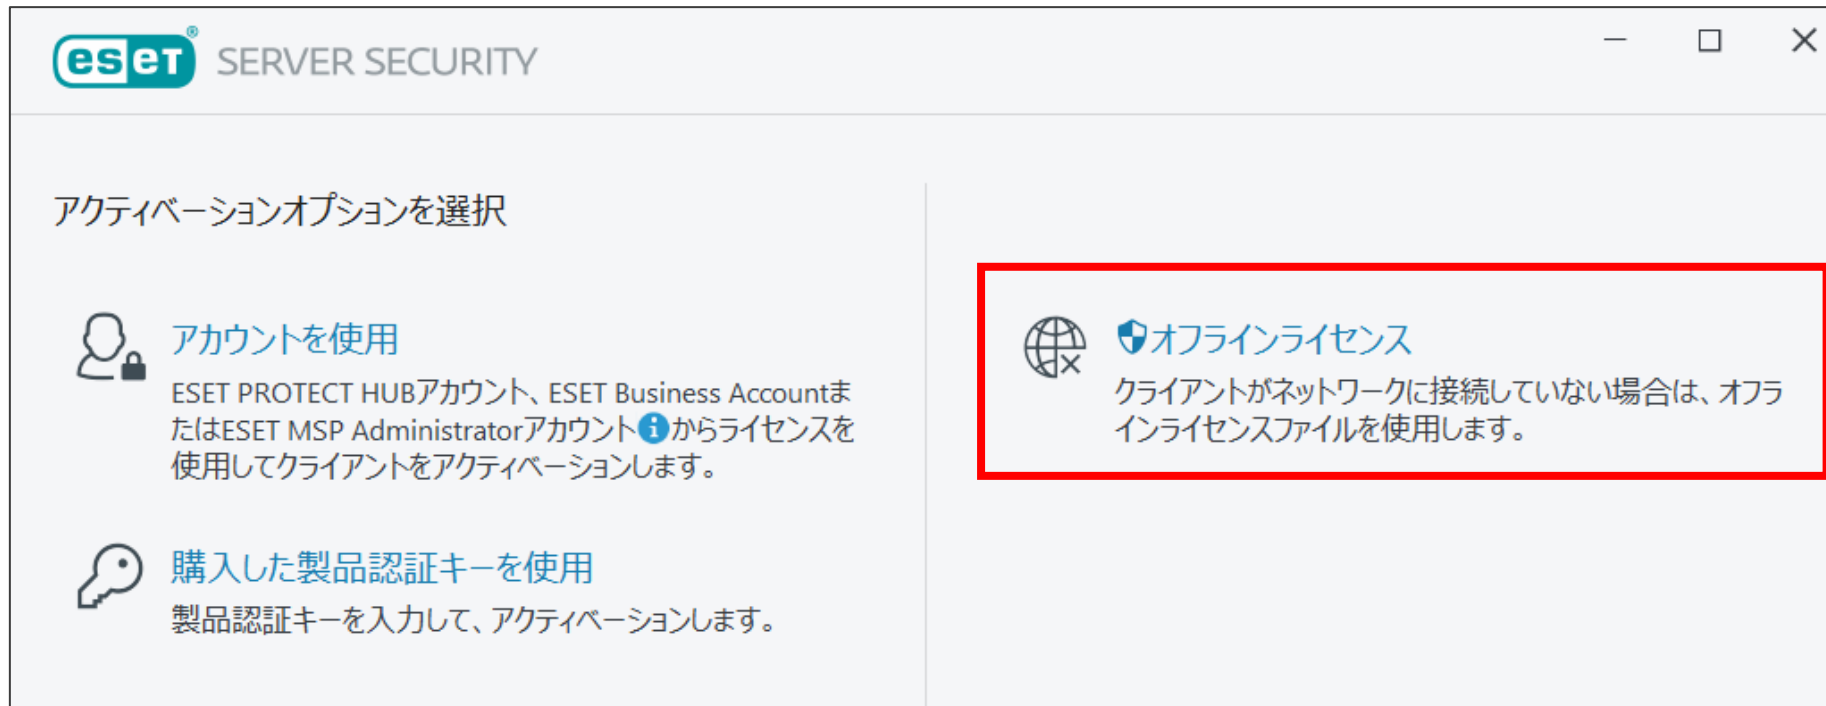 eset® SERVER SECURITY
アクティベーションオプションを選択
アカウントを使用
ESET PROTECT HUBアカウント、ESET Business Accountま
たはESET MSP Administratorアカウントからライセンスを
使用してクライアントをアクティベーションします。
購入した製品認証キーを使用
製品認証キーを入力して、アクティベーションします。
オフラインライセンス
クライアントがネットワークに接続していない場合は、オフラ
インライセンスファイルを使用します。